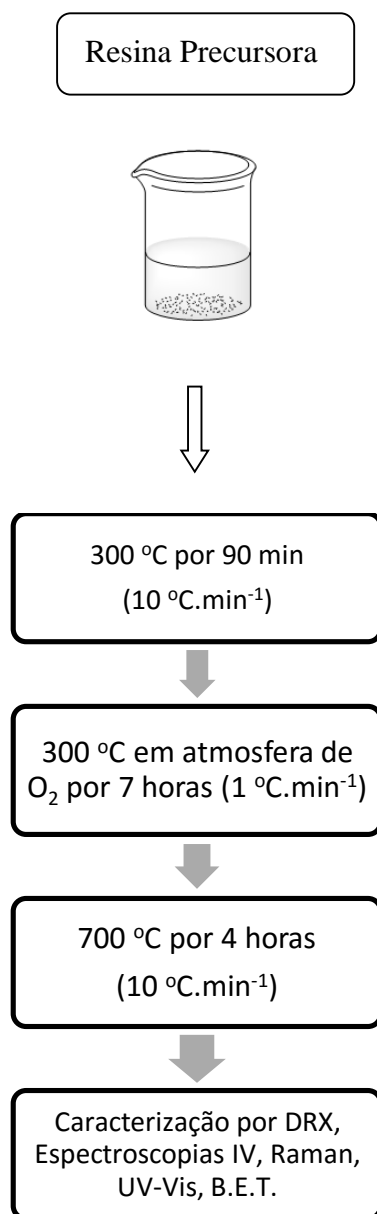 Resina Precursora
300 °C por 90 min
(10 °C.min⁻¹)
300 °C em atmosfera de
O₂ por 7 horas (1 °C.min⁻¹)
700 °C por 4 horas
(10 °C.min⁻¹)
Caracterização por DRX,
Espectroscopias IV, Raman,
UV-Vis, B.E.T.